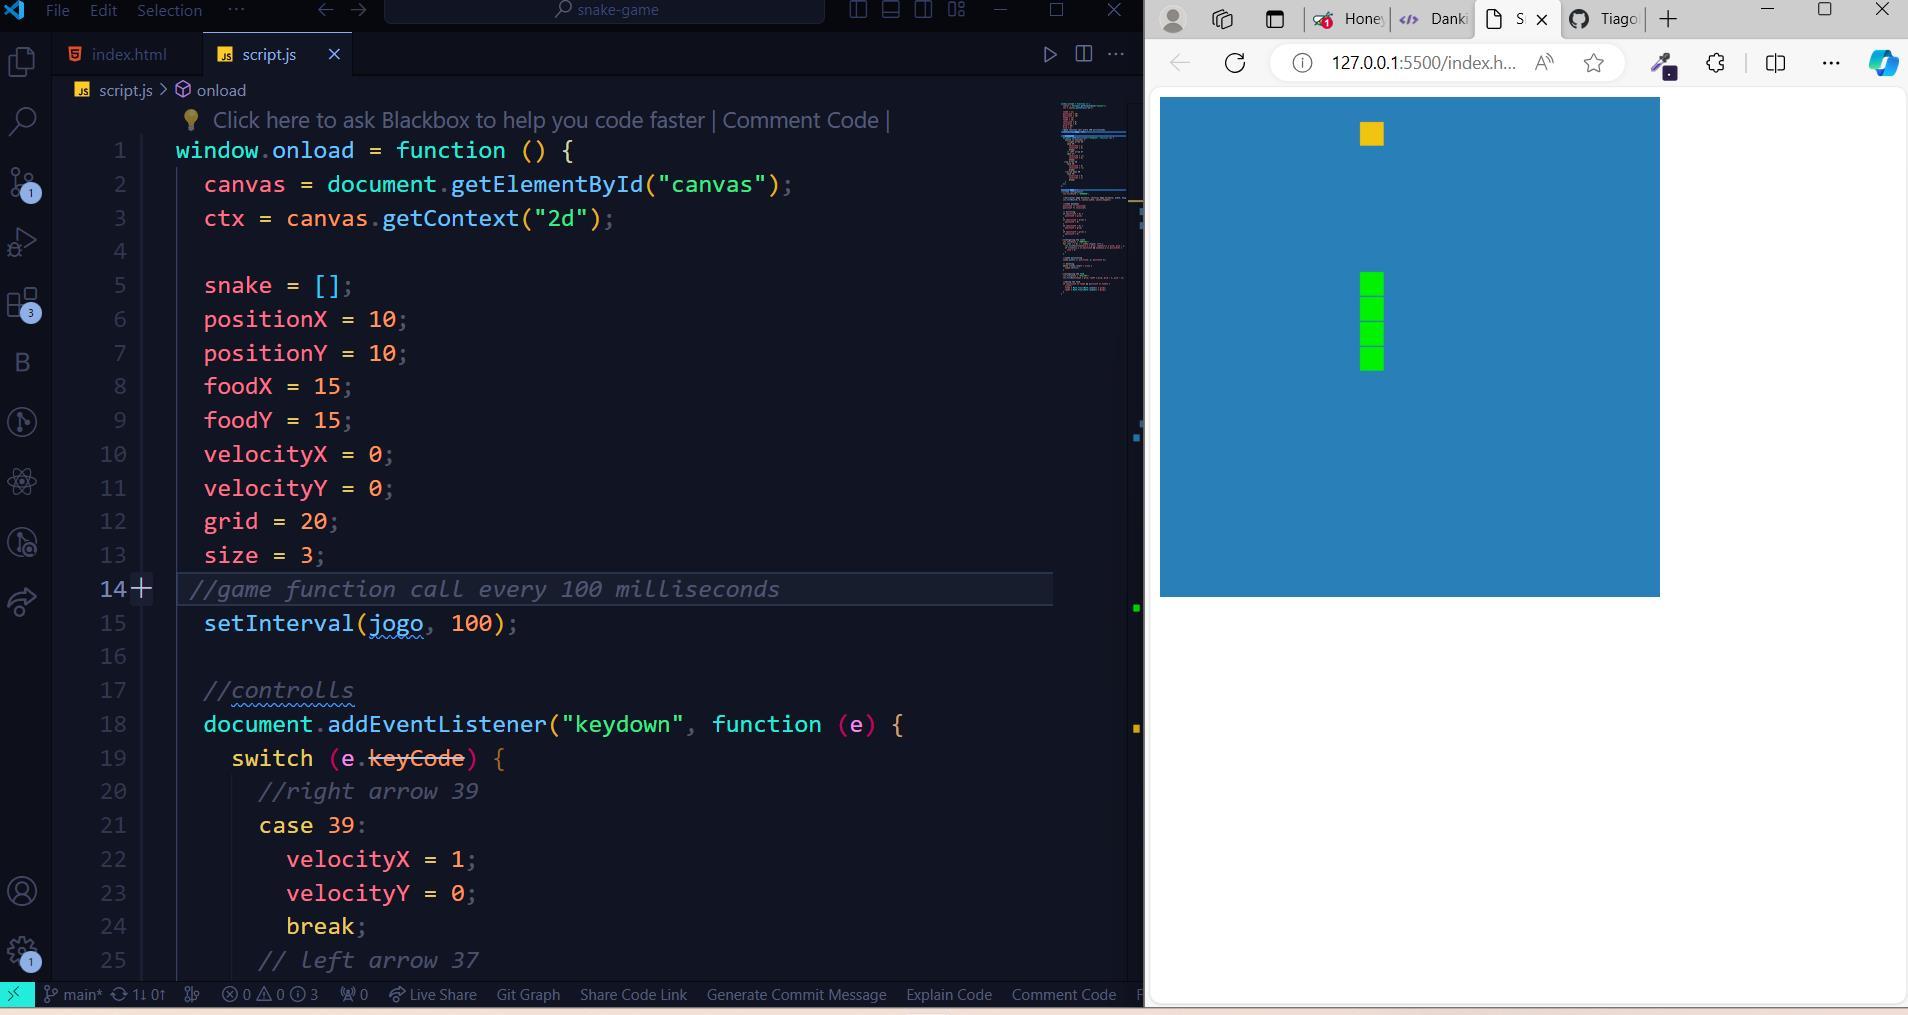 File Edit Selection ··· snake-game
index.html script.js
script.js > onload
Click here to ask Blackbox to help you code faster | Comment Code |
1 window.onload = function () {
2 canvas = document.getElementById("canvas");
3 ctx = canvas.getContext("2d");
4
5 snake = [];
6 positionX = 10;
7 positionY = 10;
8 foodX = 15;
9 foodY = 15;
10 velocityX = 0;
11 velocityY = 0;
12 grid = 20;
13 size = 3;
14 //game function call every 100 milliseconds
15 setInterval(jogo, 100);
16
17 //controlls
18 document.addEventListener("keydown", function (e) {
19 switch (e.keyCode) {
20 //right arrow 39
21 case 39:
22 velocityX = 1;
23 velocityY = 0;
24 break;
25 // left arrow 37
1
3
B
1
main* 1↓ 0↑ 0 0 3 0 Live Share Git Graph Share Code Link Generate Commit Message Explain Code Comment Code F
1 Honey Danki S Tiago
127.0.0.1:5500/index.h...